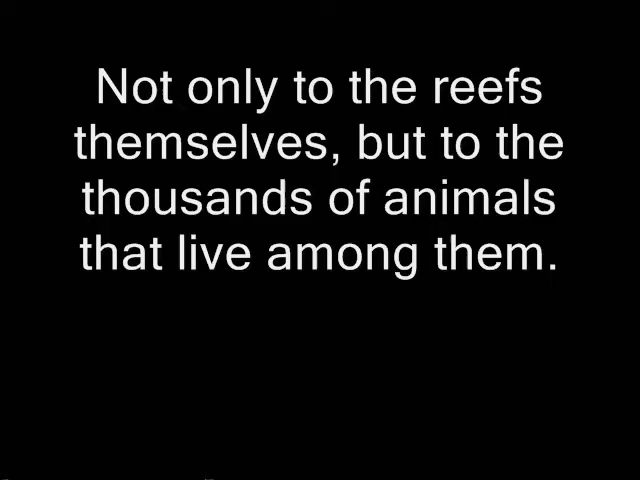 Not only to the reefs
themselves, but to the
thousands of animals
that live among them.